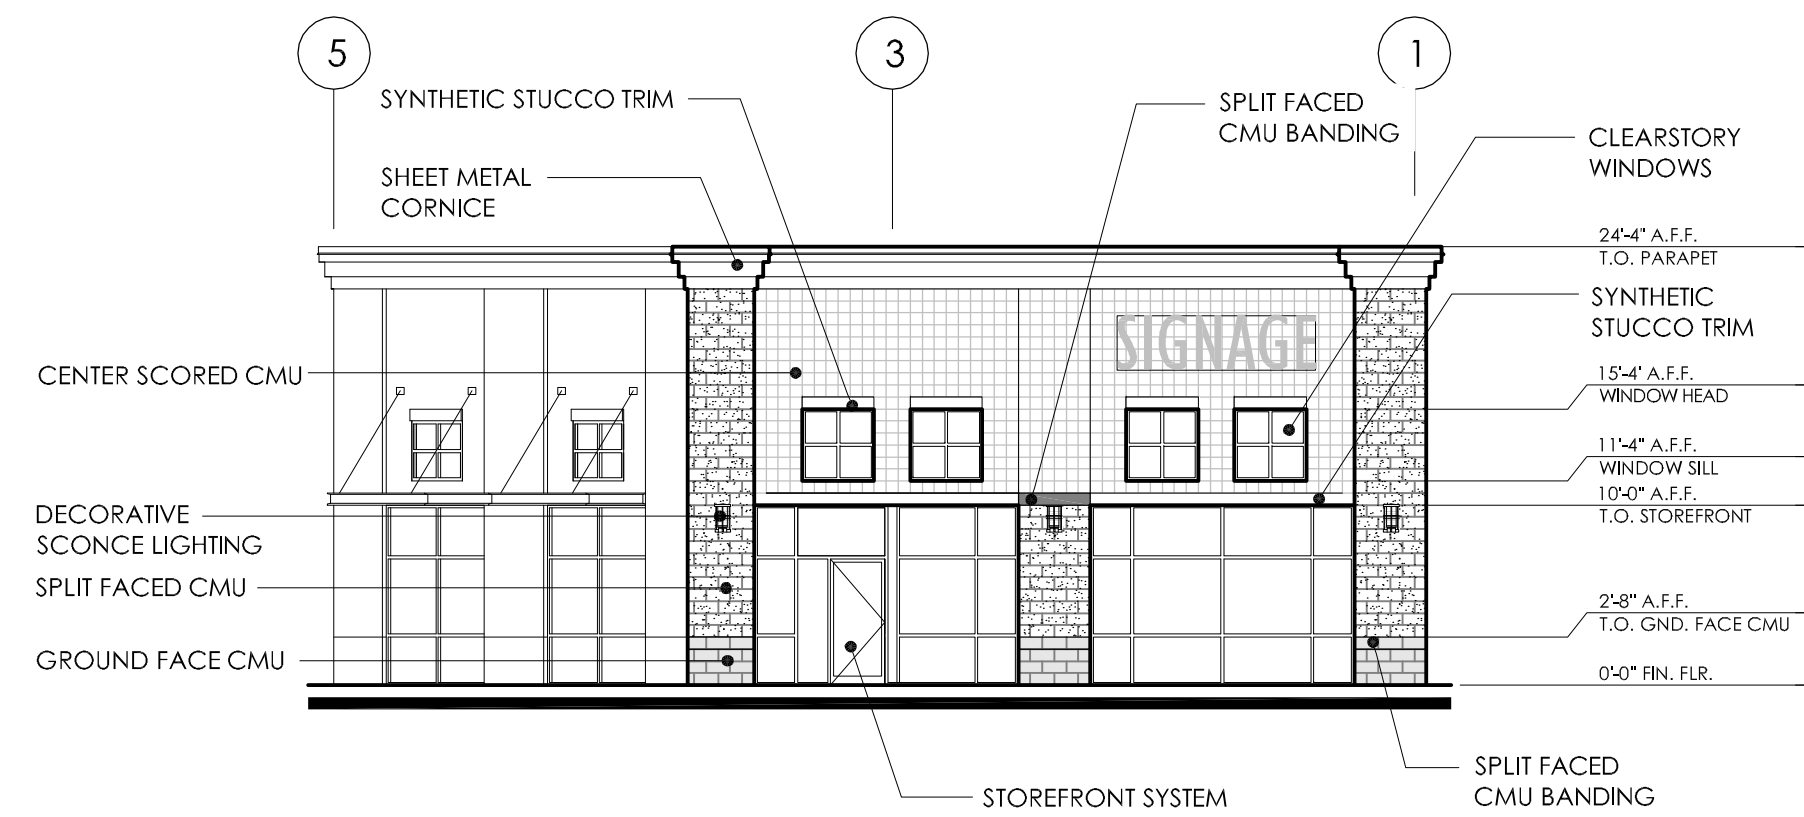 5
3
1
SYNTHETIC STUCCO TRIM
SPLIT FACED
CMU BANDING
CLEARSTORY
WINDOWS
SHEET METAL
CORNICE
24'-4" A.F.F.
T.O. PARAPET
SYNTHETIC
STUCCO TRIM
SIGNAGE
CENTER SCORED CMU
15'-4' A.F.F.
WINDOW HEAD
11'-4" A.F.F.
WINDOW SILL
10'-0" A.F.F.
T.O. STOREFRONT
DECORATIVE
SCONCE LIGHTING
SPLIT FACED CMU
2'-8" A.F.F.
T.O. GND. FACE CMU
GROUND FACE CMU
0'-0" FIN. FLR.
SPLIT FACED
CMU BANDING
STOREFRONT SYSTEM